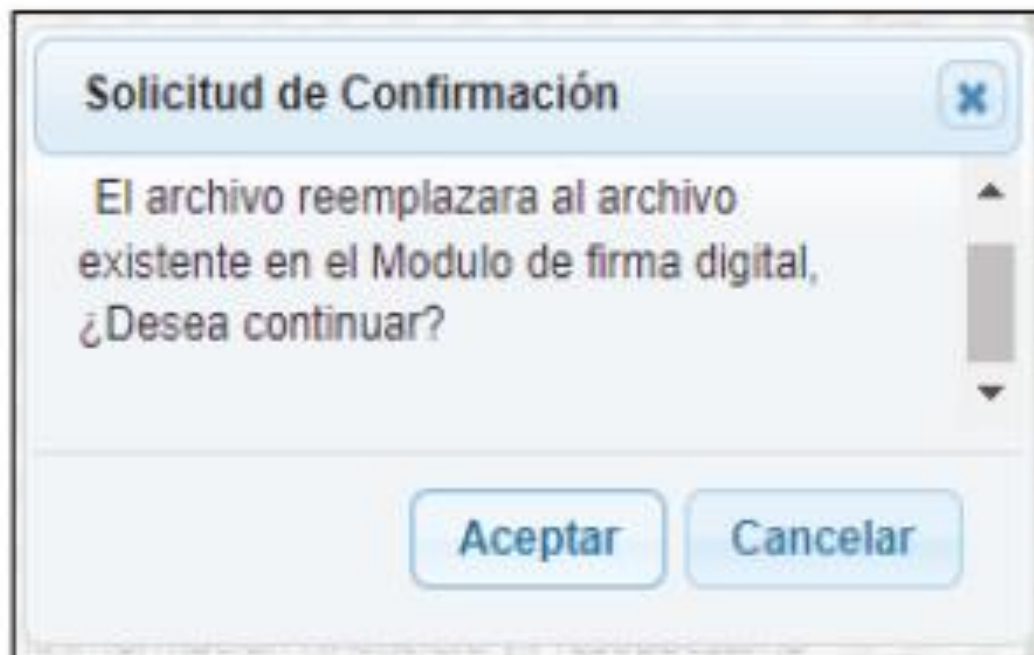 Solicitud de Confirmación
El archivo reemplazara al archivo
existente en el Modulo de firma digital,
¿Desea continuar?
Aceptar
Cancelar